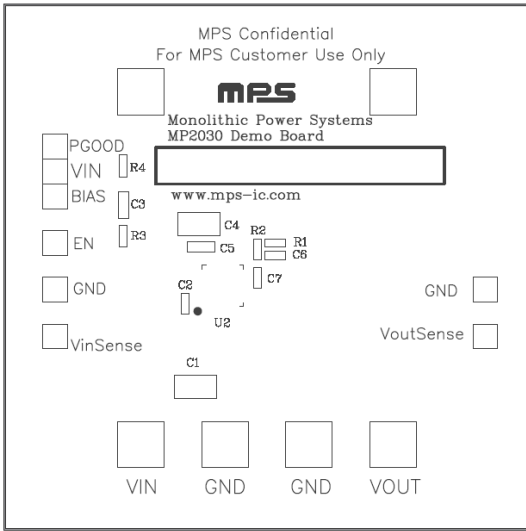 MPS Confidential
For MPS Customer Use Only
mps
Monolithic Power Systems
MP2030 Demo Board
PGOOD
VIN
R4
BIAS
C3
www.mps-ic.com
C4
EN
R3
C5
R2
R1
C6
C7
GND
C2
U2
GND
VinSense
VoutSense
C1
VIN
GND
GND
VOUT